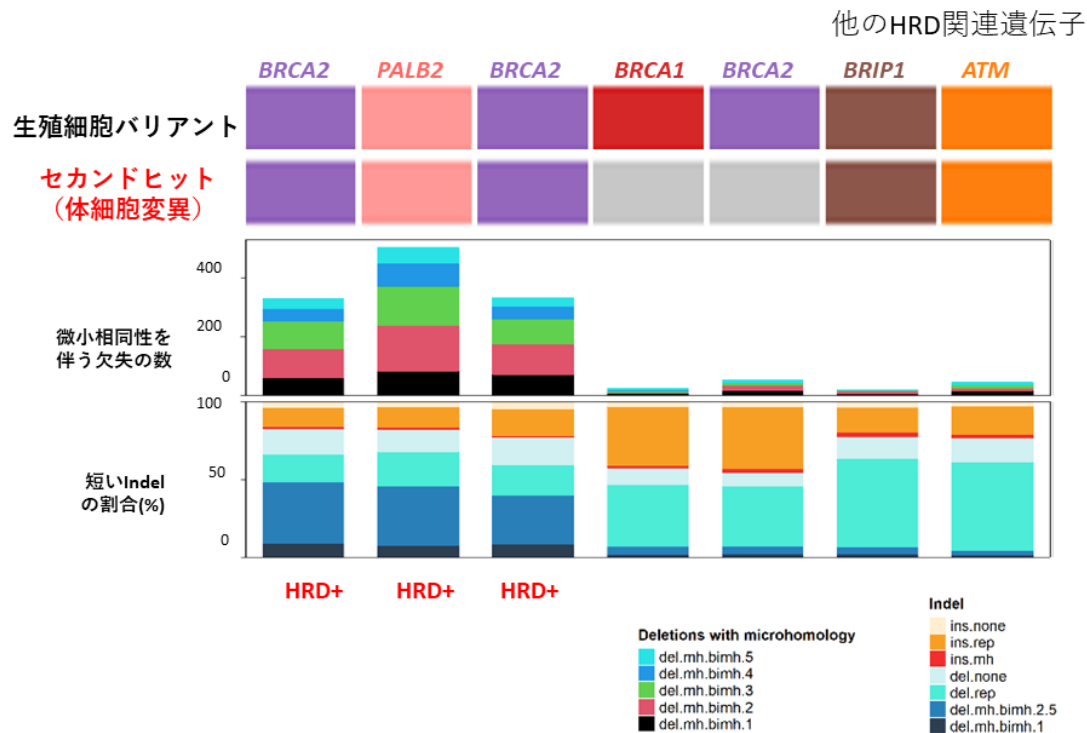 他のHRD関連遺伝子
BRCA2 PALB2 BRCA2 BRCA1 BRCA2 BRIP1 ATM
生殖細胞バリアント
セカンドヒット
（体細胞変異）
400
200
0
微小相同性を
伴う欠失の数
100
50
0
短いIndel
の割合(%)
HRD+ HRD+ HRD+
Deletions with microhomology
del.mh.bimh.5
del.mh.bimh.4
del.mh.bimh.3
del.mh.bimh.2
del.mh.bimh.1
Indel
ins.none
ins.rep
ins.mh
del.none
del.rep
del.mh.bimh.2.5
del.mh.bimh.1